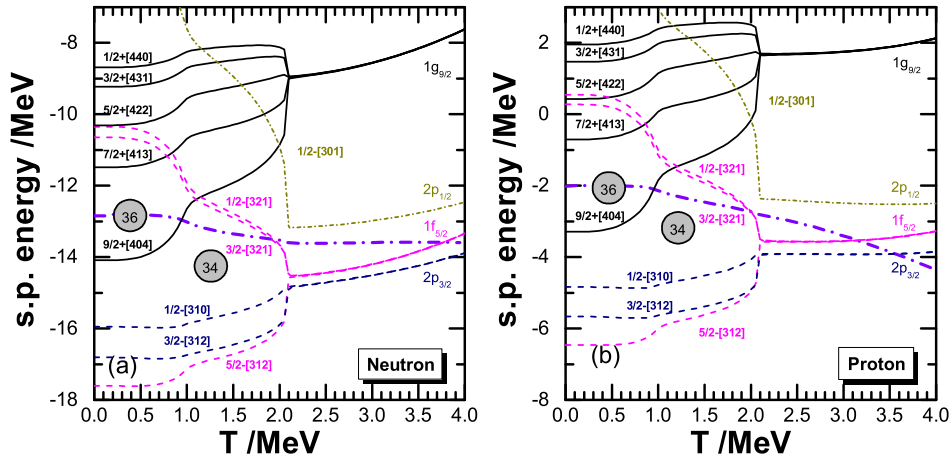 s.p. energy /MeV
-8
-10
-12
-14
-16
-18
1/2+[440]
3/2+[431]
5/2+[422]
7/2+[413]
9/2+[404]
1g9/2
1/2-[301]
2p1/2
1/2-[321]
3/2-[321]
1f5/2
2p3/2
36
34
1/2-[310]
3/2-[312]
5/2-[312]
(a)
Neutron
0.0 0.5 1.0 1.5 2.0 2.5 3.0 3.5 4.0
T /MeV
s.p. energy /MeV
2
0
-2
-4
-6
-8
1/2+[440]
3/2+[431]
5/2+[422]
7/2+[413]
9/2+[404]
1g9/2
1/2-[301]
2p1/2
1/2-[321]
3/2-[321]
1f5/2
2p3/2
36
34
1/2-[310]
3/2-[312]
5/2-[312]
(b)
Proton
0.0 0.5 1.0 1.5 2.0 2.5 3.0 3.5 4.0
T /MeV